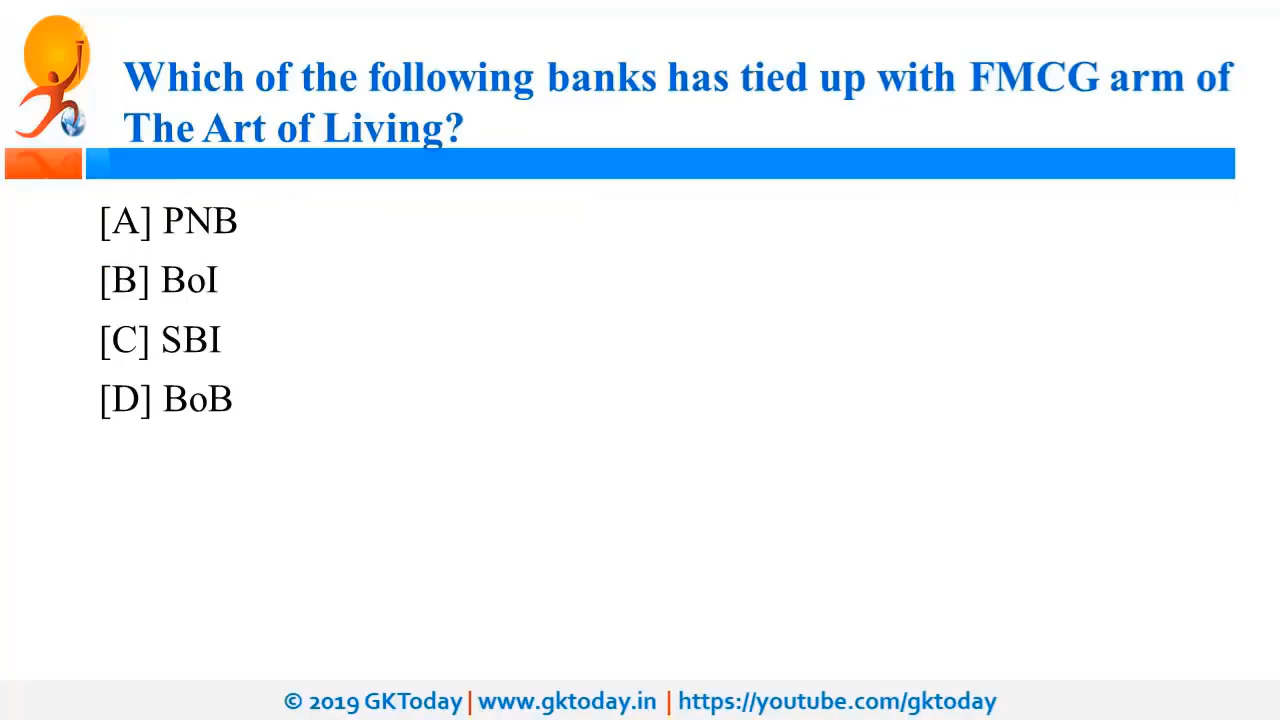 Which of the following banks has tied up with FMCG arm of
The Art of Living?
[A] PNB
[B] BoI
[C] SBI
[D] BoB
© 2019 GKToday | www.gktoday.in | https://youtube.com/gktoday